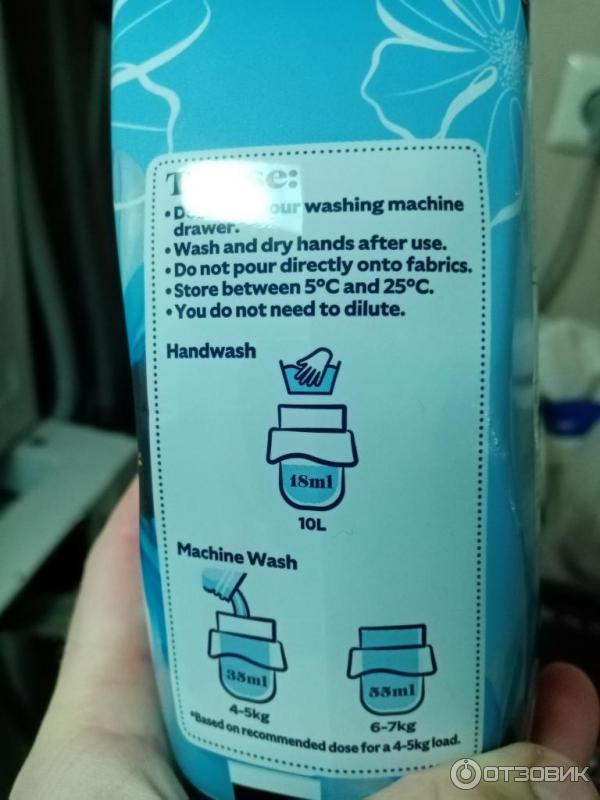 washing machine
drawer.
•Wash and dry hands after use.
•Do not pour directly onto fabrics.
•Store between 5°C and 25°C.
•You do not need to dilute.
Handwash
18ml
10L
Machine Wash
35ml
55ml
4-5kg
6-7kg
*Based on recommended dose for a 4-5kg load.
ОТЗОВИК